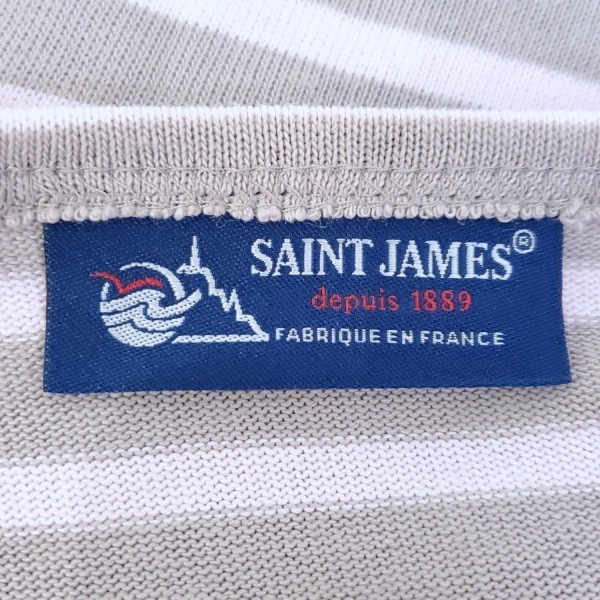 SAINT JAMES®
depuis 1889
FABRIQUE EN FRANCE